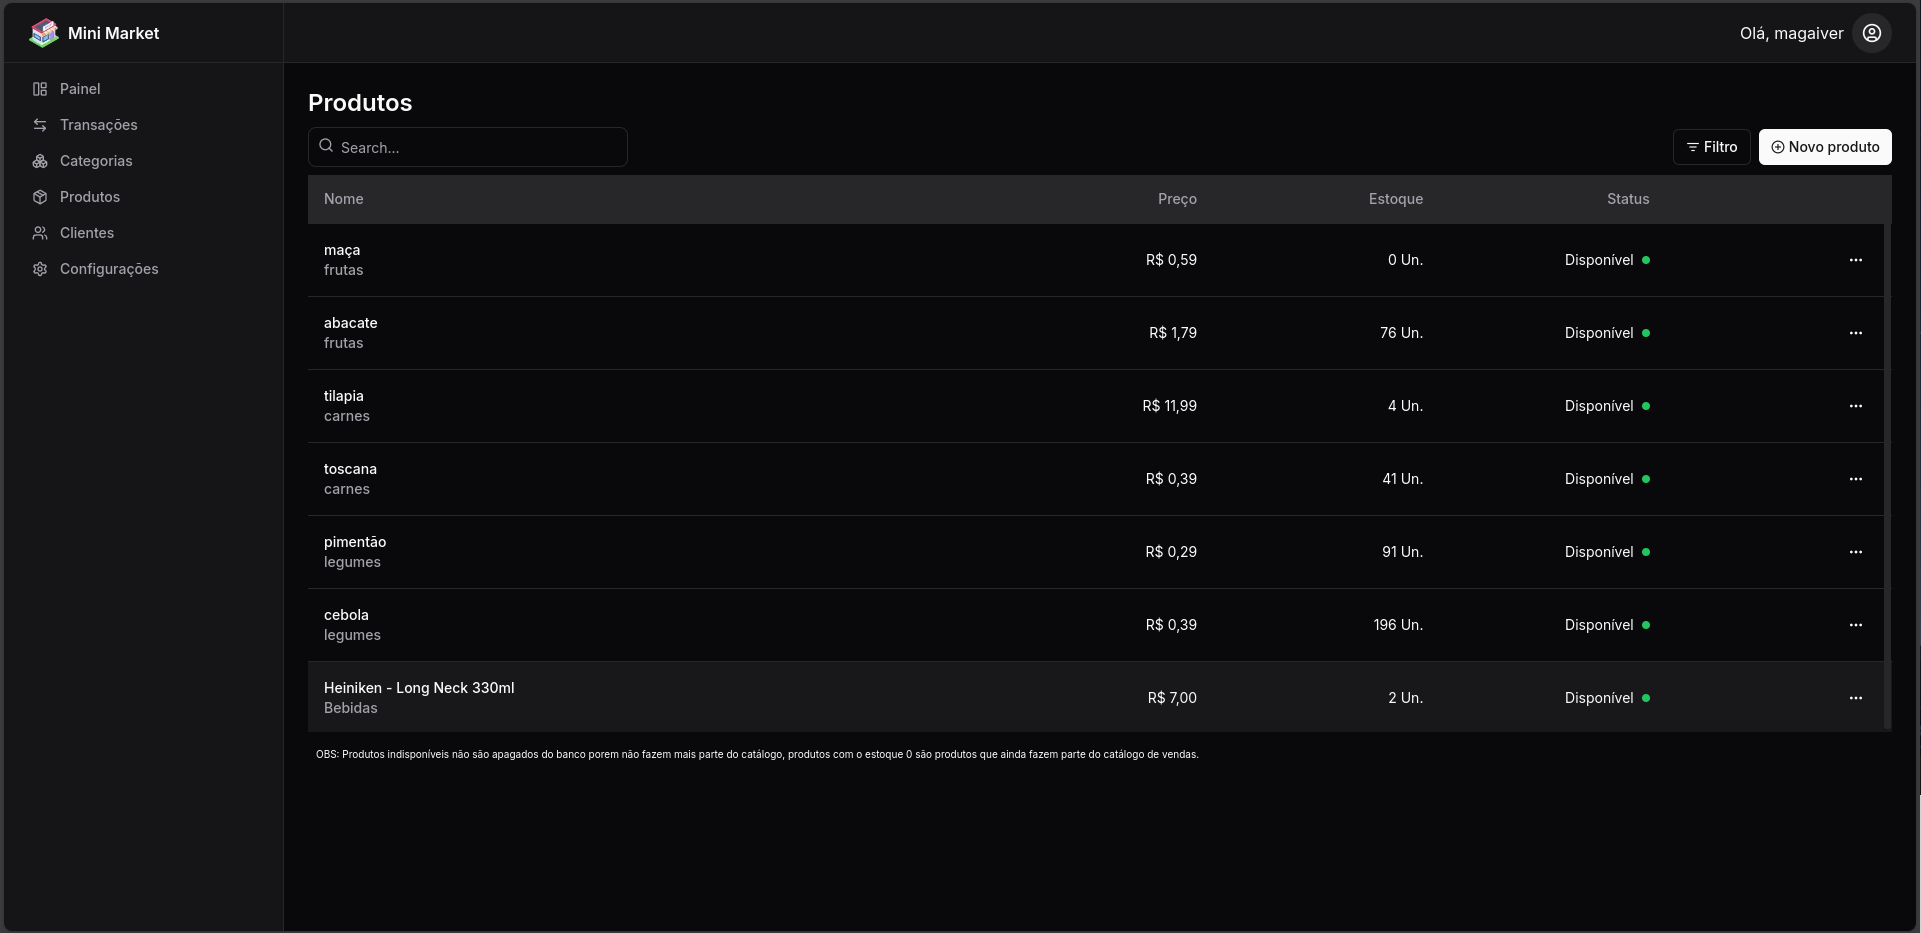 Mini Market
Olá, magaiver
Painel
Transações
Categorias
Produtos
Clientes
Configurações
Produtos
Search...
Filtro
Novo produto
Nome Preço Estoque Status
maça
frutas
R$ 0,59 0 Un. Disponível
abacate
frutas
R$ 1,79 76 Un. Disponível
tilapia
carnes
R$ 11,99 4 Un. Disponível
toscana
carnes
R$ 0,39 41 Un. Disponível
pimentão
legumes
R$ 0,29 91 Un. Disponível
cebola
legumes
R$ 0,39 196 Un. Disponível
Heiniken - Long Neck 330ml
Bebidas
R$ 7,00 2 Un. Disponível
OBS: Produtos indisponíveis não são apagados do banco porem não fazem mais parte do catálogo, produtos com o estoque 0 são produtos que ainda fazem parte do catálogo de vendas.